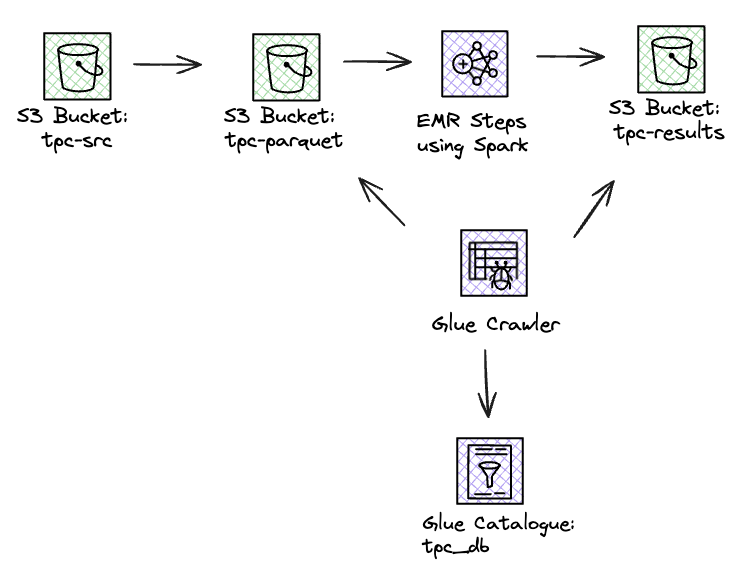 S3 Bucket:
tpc-src
S3 Bucket:
tpc-parquet
EMR Steps
using Spark
S3 Bucket:
tpc-results
Glue Crawler
Glue Catalogue:
tpc_db